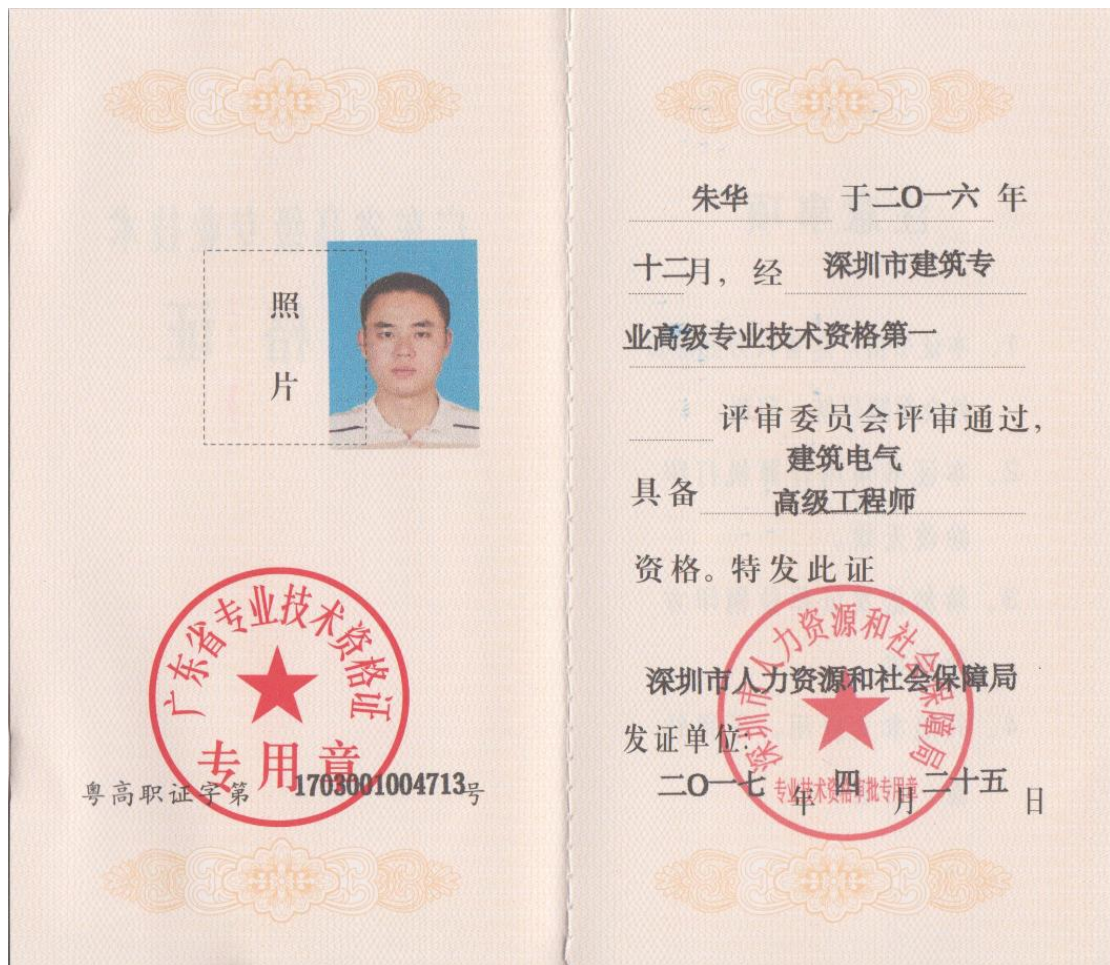 照
片
广东省专业技术资格证
专用章
粤高职证字第 1703001004713号
朱华 于二O一六 年
十二月，经 深圳市建筑专
业高级专业技术资格第一
评审委员会评审通过，
建筑电气
具备 高级工程师
资格。特发此证
深圳市人力资源和社会保障局
深圳市人力资源和社会保障局
发证单位：
专业技术资格审批专用章
二O一七 年 四 月 二十五 日